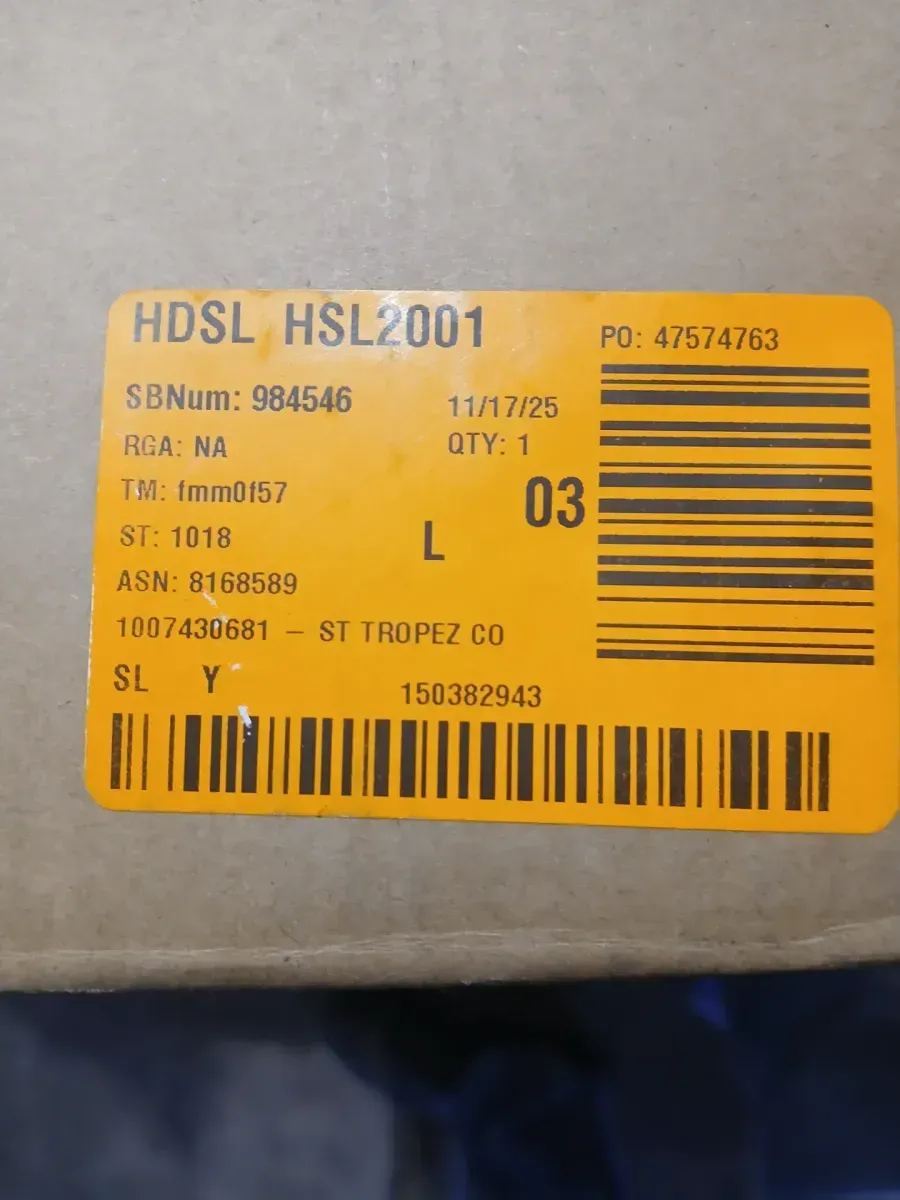 HDSL HSL2001
PO: 47574763
SBNum: 984546
11/17/25
RGA: NA
QTY: 1
TM: fmm0f57
03
ST: 1018
L
ASN: 8168589
1007430681 – ST TROPEZ CO
SL Y
150382943